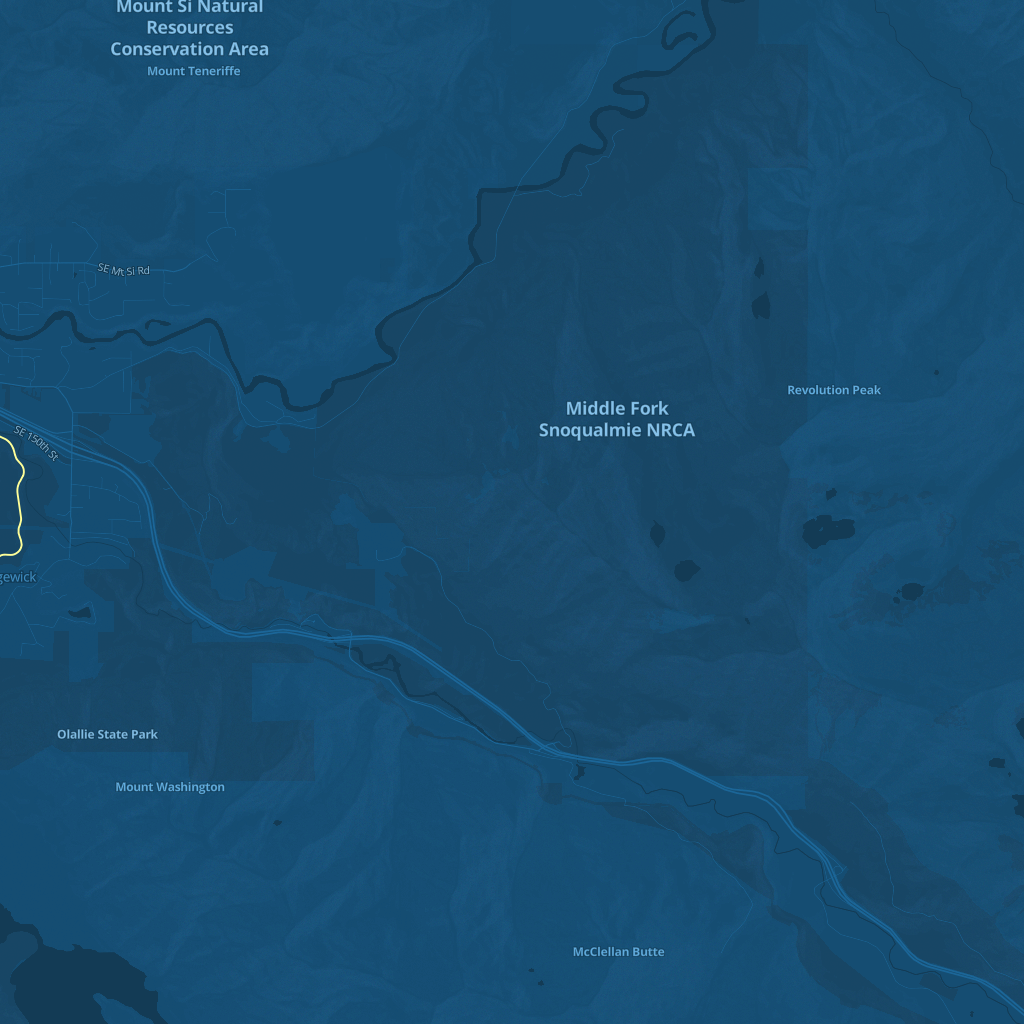 Mount Si Natural
Resources
Conservation Area
Mount Teneriffe
SE Mt Si Rd
Revolution Peak
Middle Fork
Snoqualmie NRCA
SE 150th St
gewick
Olallie State Park
Mount Washington
McClellan Butte